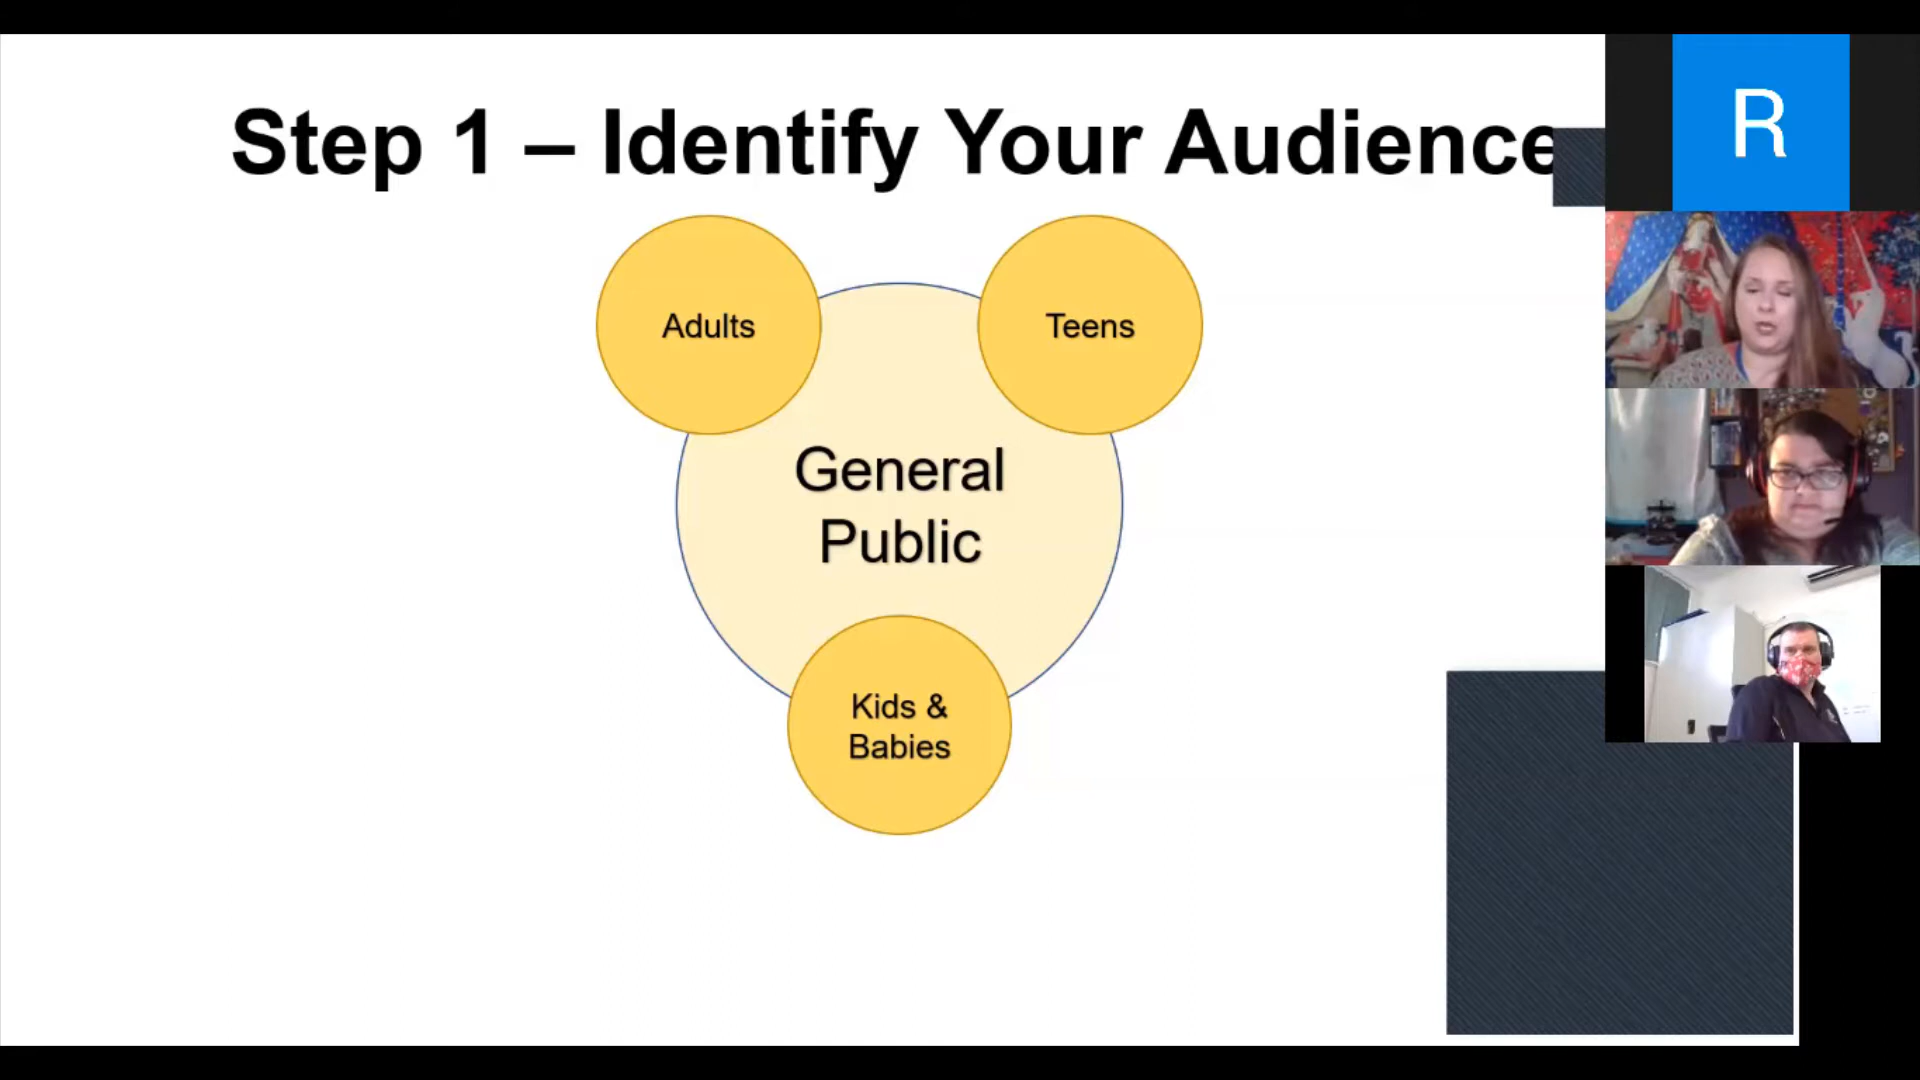 Step 1 – Identify Your Audience
R
Adults
Teens
General
Public
Kids &
Babies